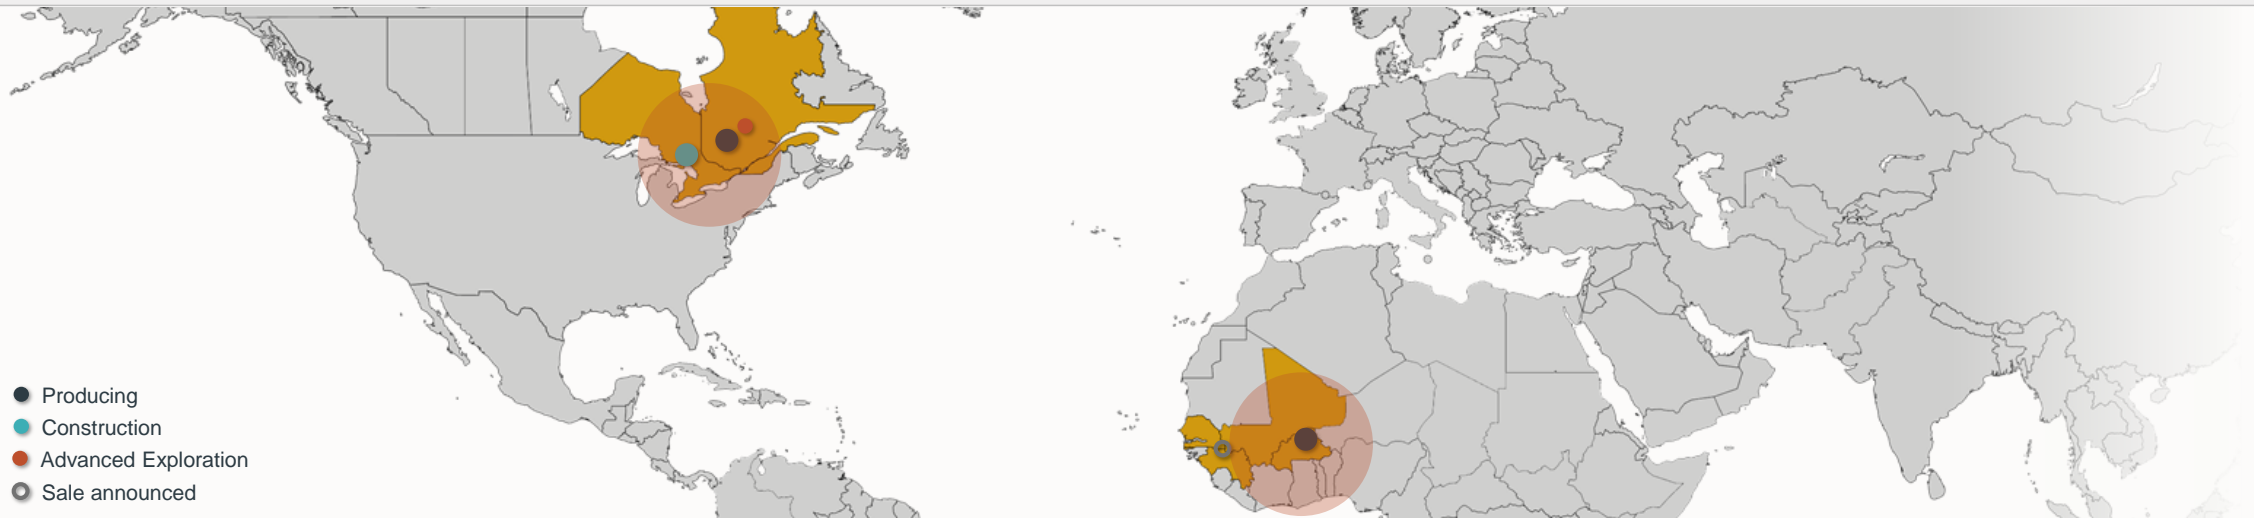 Producing
Construction
Advanced Exploration
Sale announced